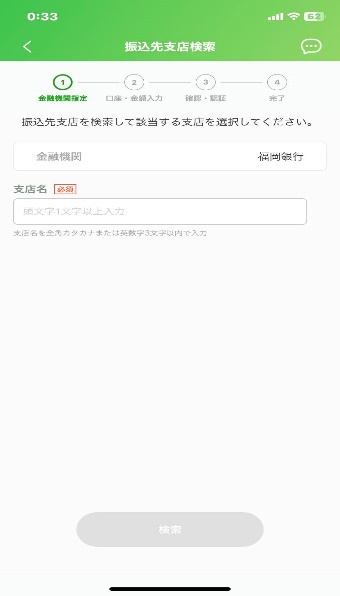 0:33
62
振込先支店検索
1
2
3
4
金融機関指定
口座・金額入力
確認・認証
完了
振込先支店を検索して該当する支店を選択してください。
金融機関 福岡銀行
支店名 必須
頭文字1文字以上入力
支店名を全角カタカナまたは英数字3文字以内で入力
検索